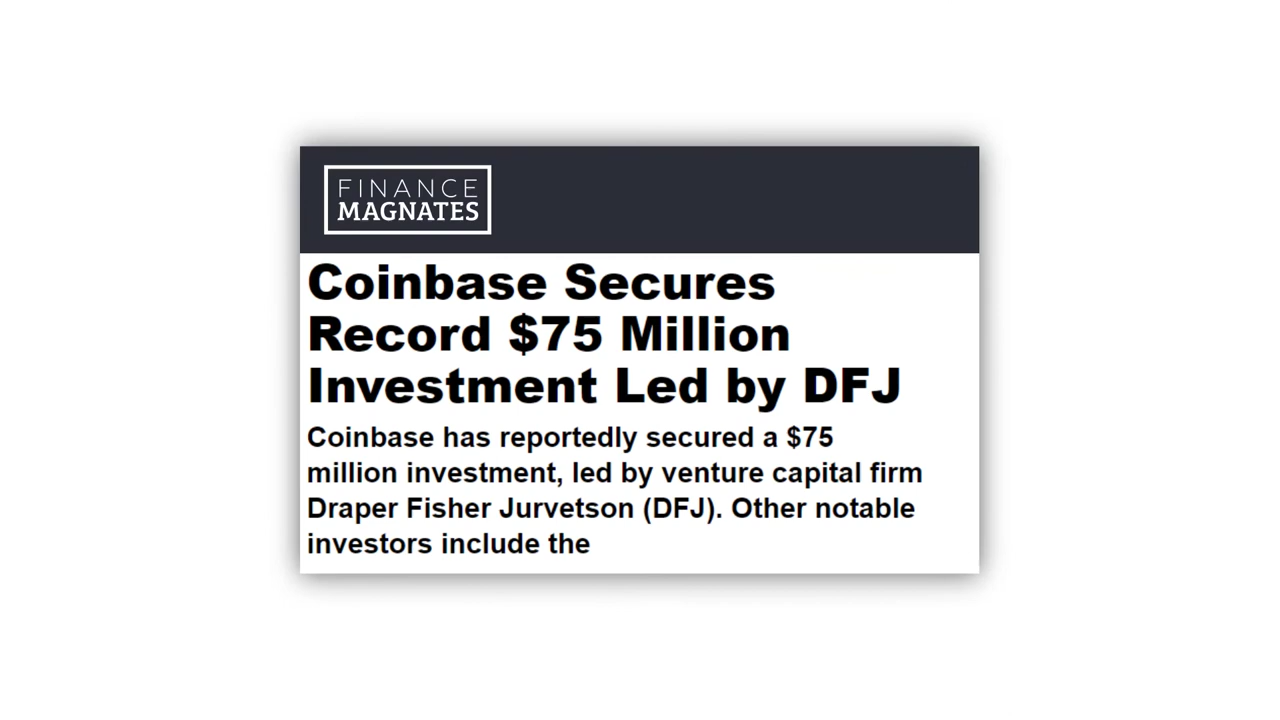 FINANCE
MAGNATES
Coinbase Secures
Record $75 Million
Investment Led by DFJ
Coinbase has reportedly secured a $75
million investment, led by venture capital firm
Draper Fisher Jurvetson (DFJ). Other notable
investors include the